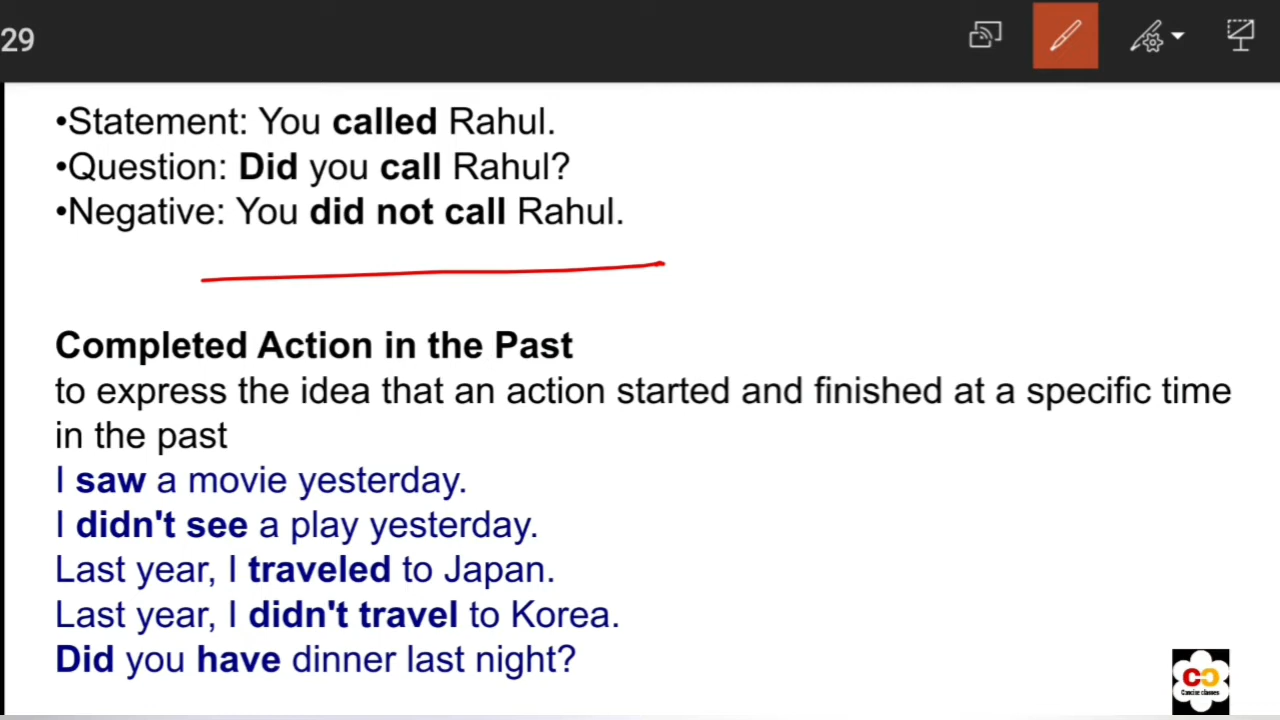 29
•Statement: You called Rahul.
•Question: Did you call Rahul?
•Negative: You did not call Rahul.
Completed Action in the Past
to express the idea that an action started and finished at a specific time
in the past
I saw a movie yesterday.
I didn't see a play yesterday.
Last year, I traveled to Japan.
Last year, I didn't travel to Korea.
Did you have dinner last night?
CC
Concise classes